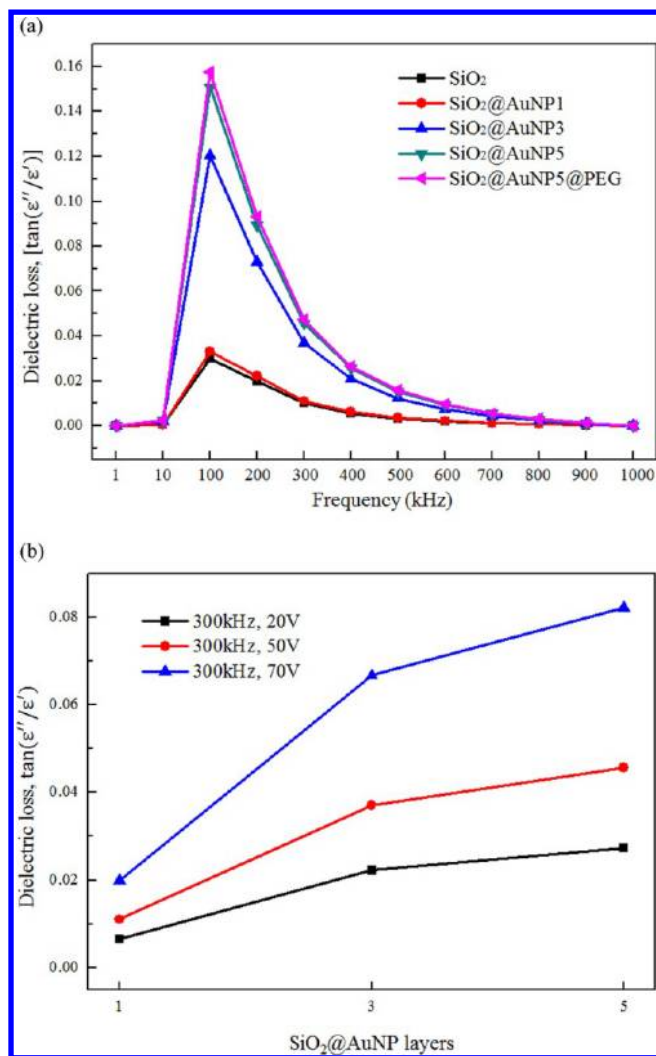 (a)
0.16
0.14
0.12
0.10
0.08
0.06
0.04
0.02
0.00
Dielectric loss, [tan(ε″/ε′)]
SiO₂
SiO₂@AuNP1
SiO₂@AuNP3
SiO₂@AuNP5
SiO₂@AuNP5@PEG
1 10 100 200 300 400 500 600 700 800 900 1000
Frequency (kHz)
(b)
0.08
0.06
0.04
0.02
0.00
Dielectric loss, tan(ε″/ε′)
300kHz, 20V
300kHz, 50V
300kHz, 70V
1 3 5
SiO₂@AuNP layers